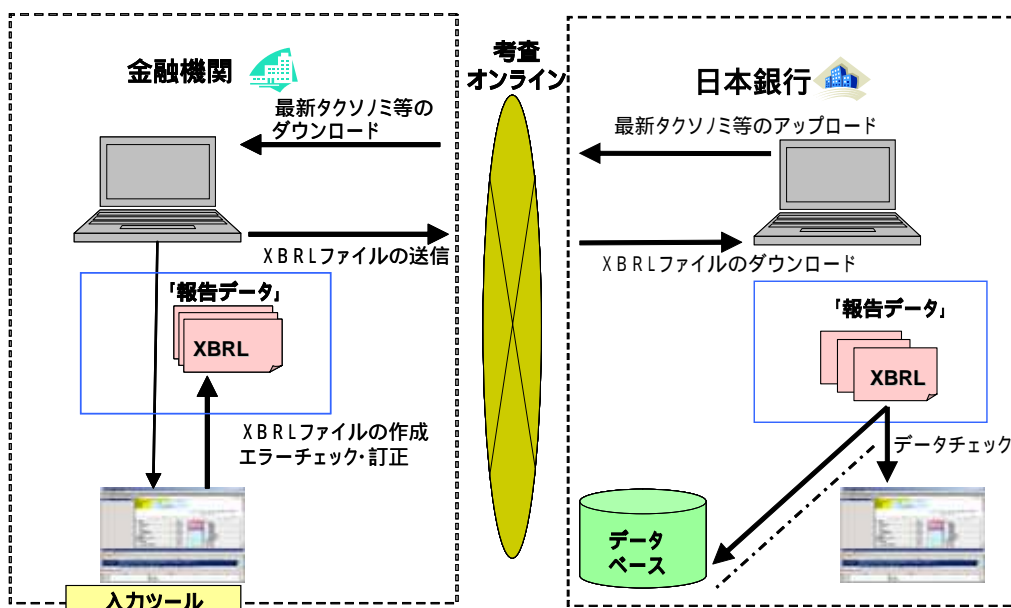 金融機関
最新タクソノミ等の
ダウンロード
XBRLファイルの送信
「報告データ」
XBRL
XBRLファイルの作成
エラーチェック・訂正
入力ツール
考査
オンライン
日本銀行
最新タクソノミ等のアップロード
XBRLファイルのダウンロード
「報告データ」
XBRL
データチェック
データ
ベース